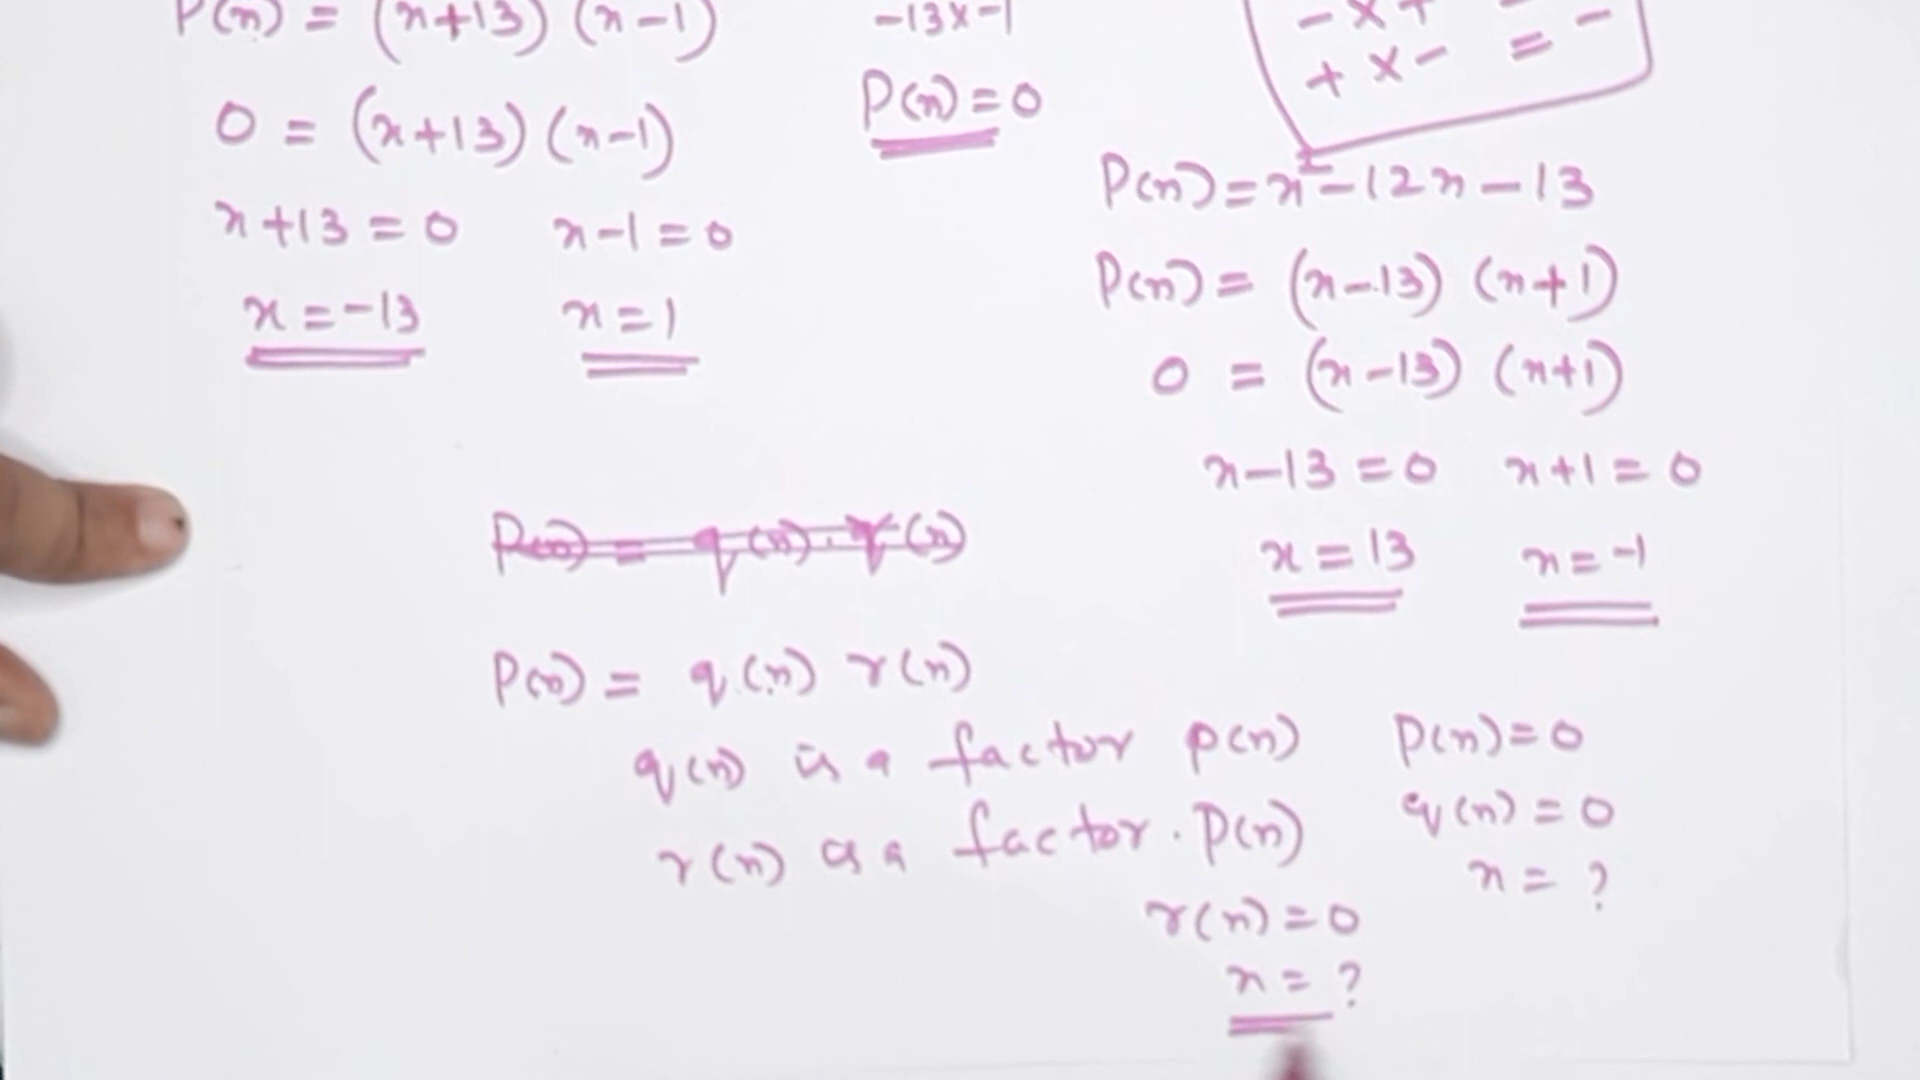 P(x) = (x+13) (x-1)
0 = (x+13) (x-1)
x+13 = 0 x-1 = 0
x = -13 x = 1
-13x-1
P(x) = 0
- x +
+ x - = -
P(x) = x²-12x-13
P(x) = (x-13) (x+1)
0 = (x-13) (x+1)
x-13 = 0 x+1 = 0
x = 13 x = -1
P(x) = q(x). r(x)
P(x) = q(x) r(x)
q(x) is a factor p(x)
r(x) is a factor. P(x)
P(x) = 0
q(x) = 0
x = ?
r(x) = 0
x = ?